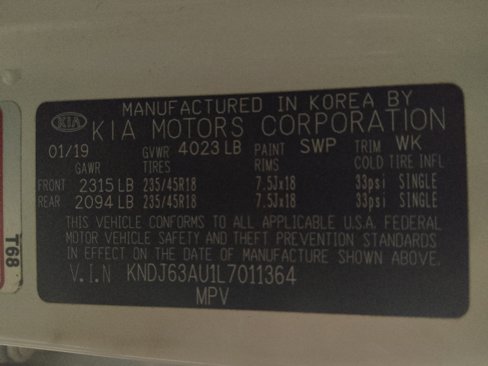 MANUFACTURED IN KOREA BY
KIA KIA MOTORS CORPORATION
01/19 GVWR 4023 LB PAINT SWP TRIM WK
GAWR TIRES RIMS COLD TIRE INFL
FRONT 2315 LB 235/45R18 7.5Jx18 33psi SINGLE
REAR 2094 LB 235/45R18 7.5Jx18 33psi SINGLE
THIS VEHICLE CONFORMS TO ALL APPLICABLE U.S.A. FEDERAL
MOTOR VEHICLE SAFETY AND THEFT PREVENTION STANDARDS
IN EFFECT ON THE DATE OF MANUFACTURE SHOWN ABOVE.
V.I.N KNDJ63AU1L7011364
MPV
T68